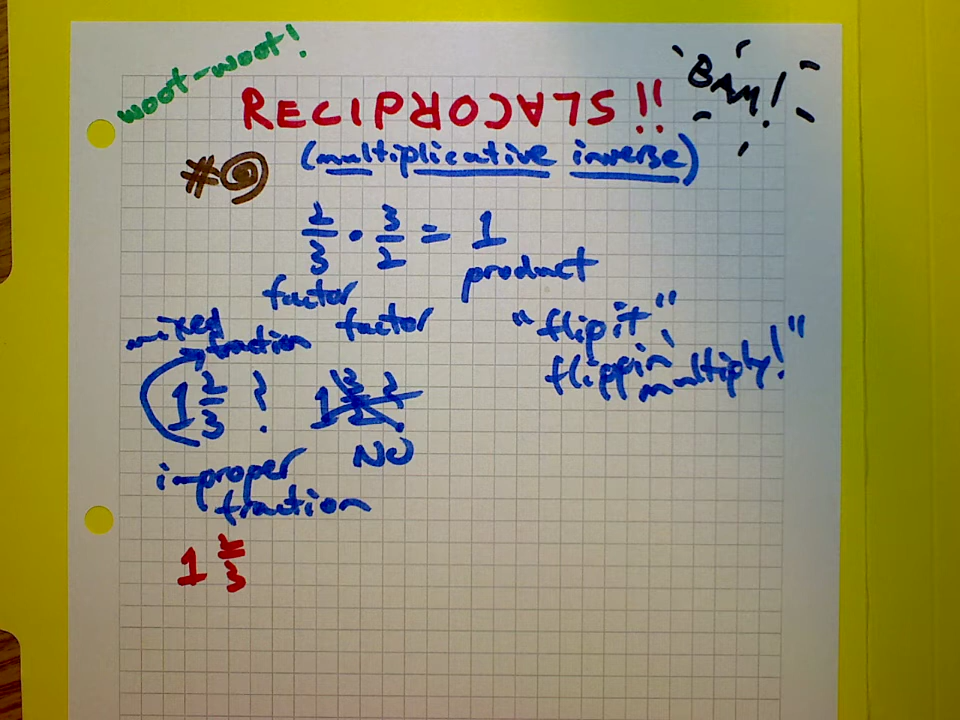 woot-woot!
BAM!
RECIPROCALS!!
#9
(multiplicative inverse)
2/3 · 3/2 = 1
product
factor
factor
mixed
fraction
"flip it"
flippin' multiply!"
1 2/3 ? 1 3/2 ?
NO
improper
fraction
1 2/3